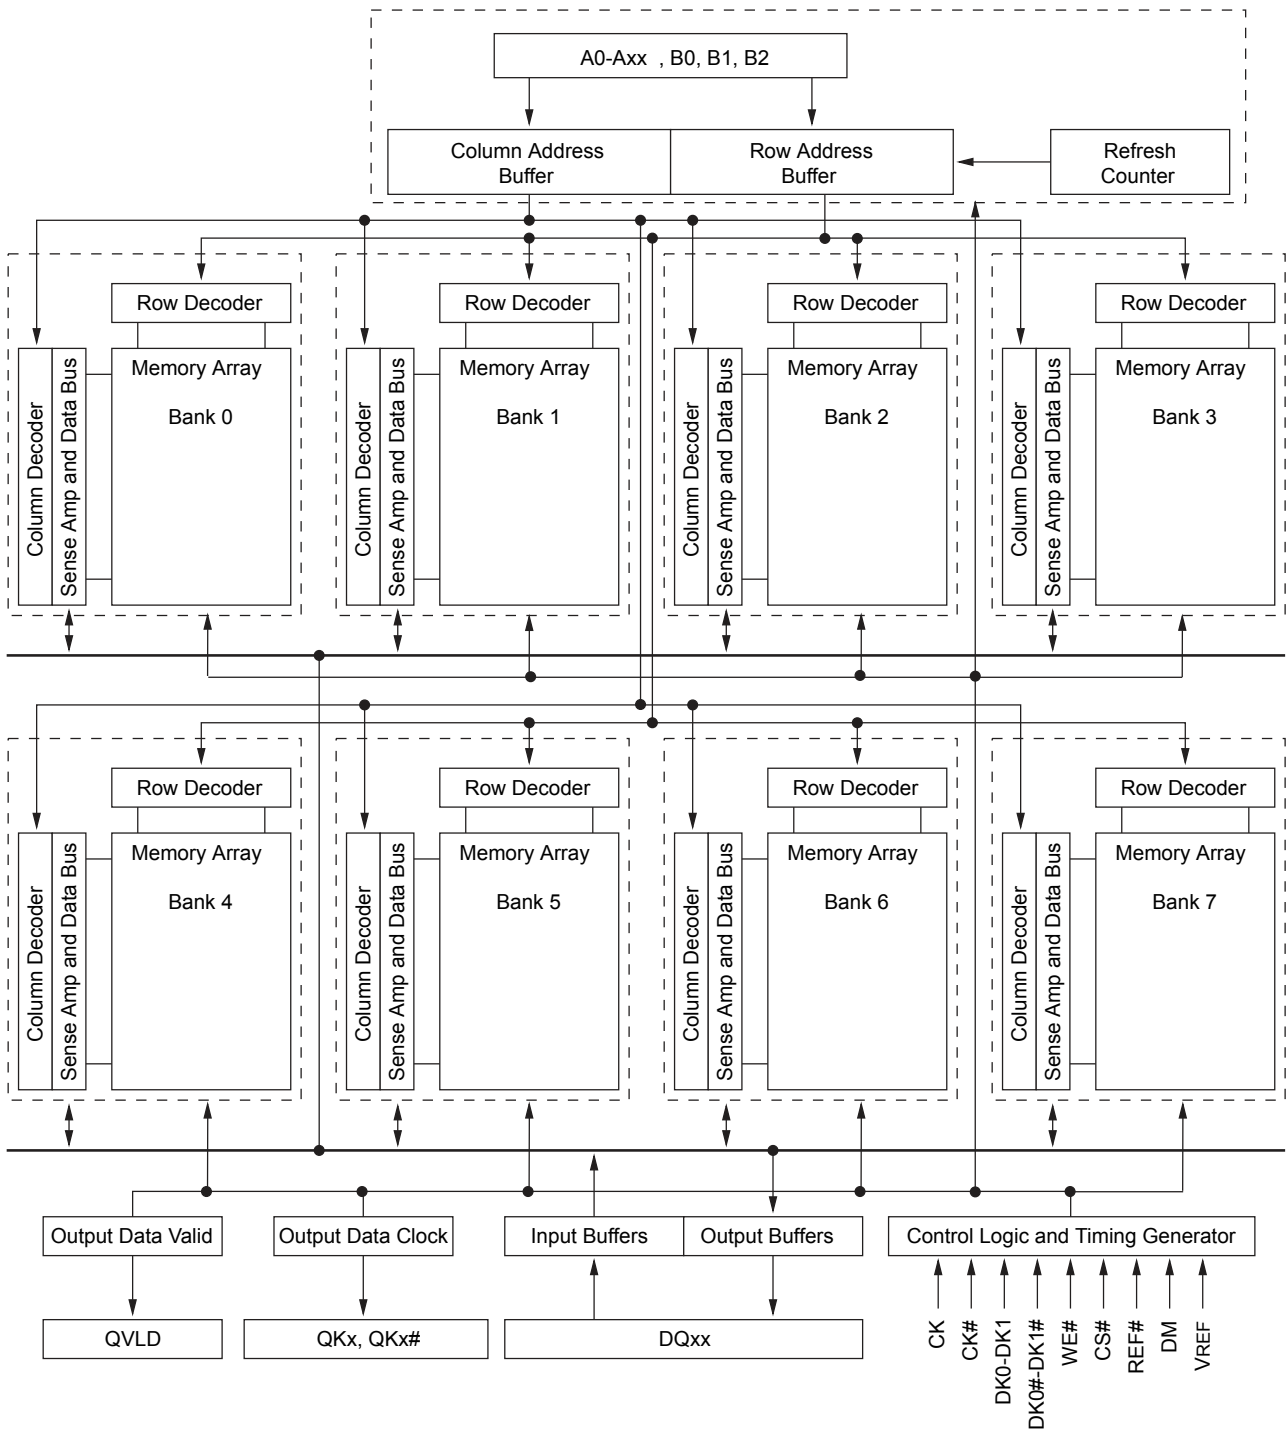 A0-Axx , B0, B1, B2
Column Address
Buffer
Row Address
Buffer
Refresh
Counter
Row Decoder
Column Decoder
Sense Amp and Data Bus
Memory Array
Bank 0
Row Decoder
Column Decoder
Sense Amp and Data Bus
Memory Array
Bank 1
Row Decoder
Column Decoder
Sense Amp and Data Bus
Memory Array
Bank 2
Row Decoder
Column Decoder
Sense Amp and Data Bus
Memory Array
Bank 3
Row Decoder
Column Decoder
Sense Amp and Data Bus
Memory Array
Bank 4
Row Decoder
Column Decoder
Sense Amp and Data Bus
Memory Array
Bank 5
Row Decoder
Column Decoder
Sense Amp and Data Bus
Memory Array
Bank 6
Row Decoder
Column Decoder
Sense Amp and Data Bus
Memory Array
Bank 7
Output Data Valid
Output Data Clock
Input Buffers
Output Buffers
Control Logic and Timing Generator
QVLD
QKx, QKx#
DQxx
CK
CK#
DK0-DK1
DK0#-DK1#
WE#
CS#
REF#
DM
VREF